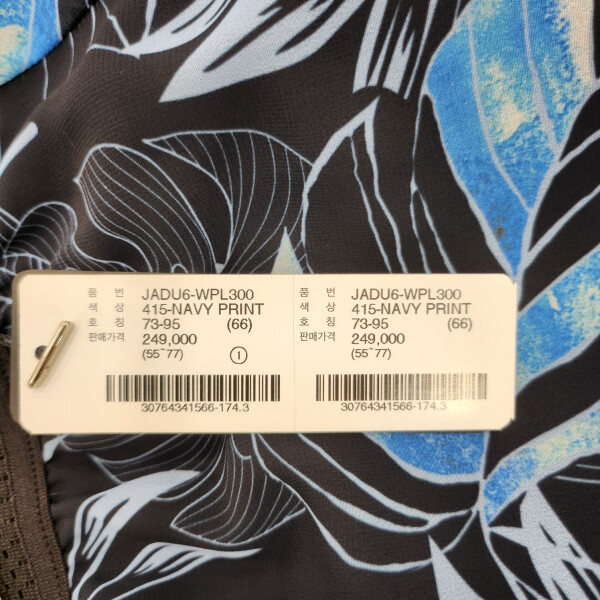 품 번 JADU6-WPL300
색 상 415-NAVY PRINT
호 칭 73-95 (66)
판매가격 249,000
(55~77) I
30764341566-174.3
품 번 JADU6-WPL300
색 상 415-NAVY PRINT
호 칭 73-95 (66)
판매가격 249,000
(55~77)
30764341566-174.3